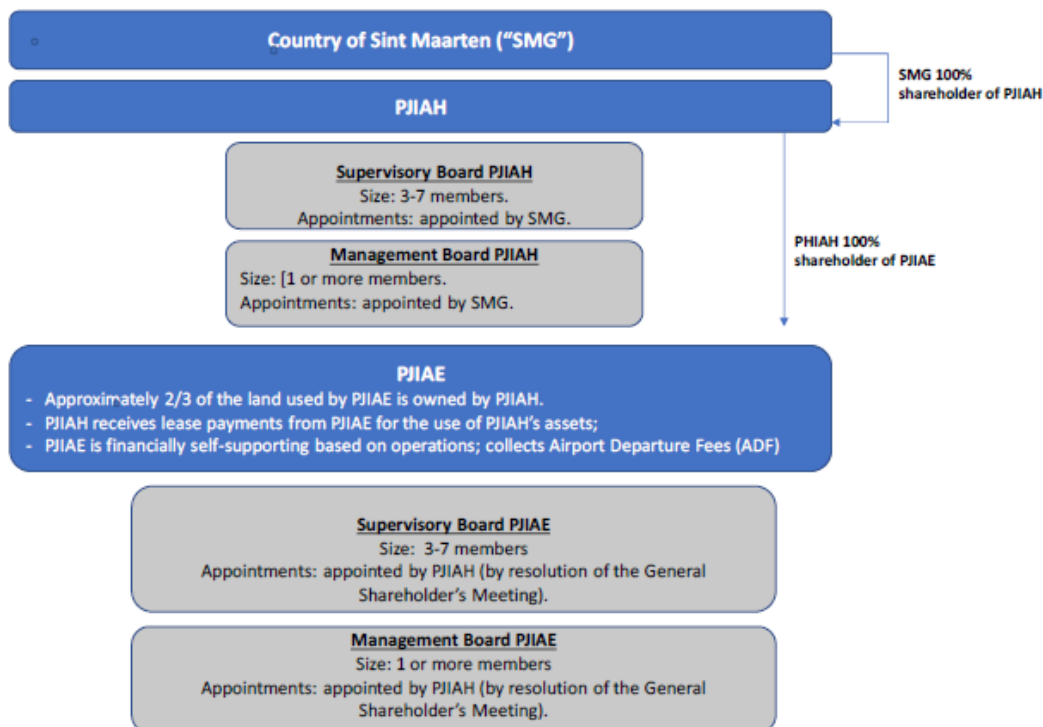 Country of Sint Maarten (“SMG”)
SMG 100%
shareholder of PJIAH
PJIAH
Supervisory Board PJIAH
Size: 3-7 members.
Appointments: appointed by SMG.
Management Board PJIAH
Size: [1 or more members.
Appointments: appointed by SMG.
PHIAH 100%
shareholder of PJIAE
PJIAE
- Approximately 2/3 of the land used by PJIAE is owned by PJIAH.
- PJIAH receives lease payments from PJIAE for the use of PJIAH’s assets;
- PJIAE is financially self-supporting based on operations; collects Airport Departure Fees (ADF)
Supervisory Board PJIAE
Size: 3-7 members
Appointments: appointed by PJIAH (by resolution of the General
Shareholder’s Meeting).
Management Board PJIAE
Size: 1 or more members
Appointments: appointed by PJIAH (by resolution of the General
Shareholder’s Meeting).